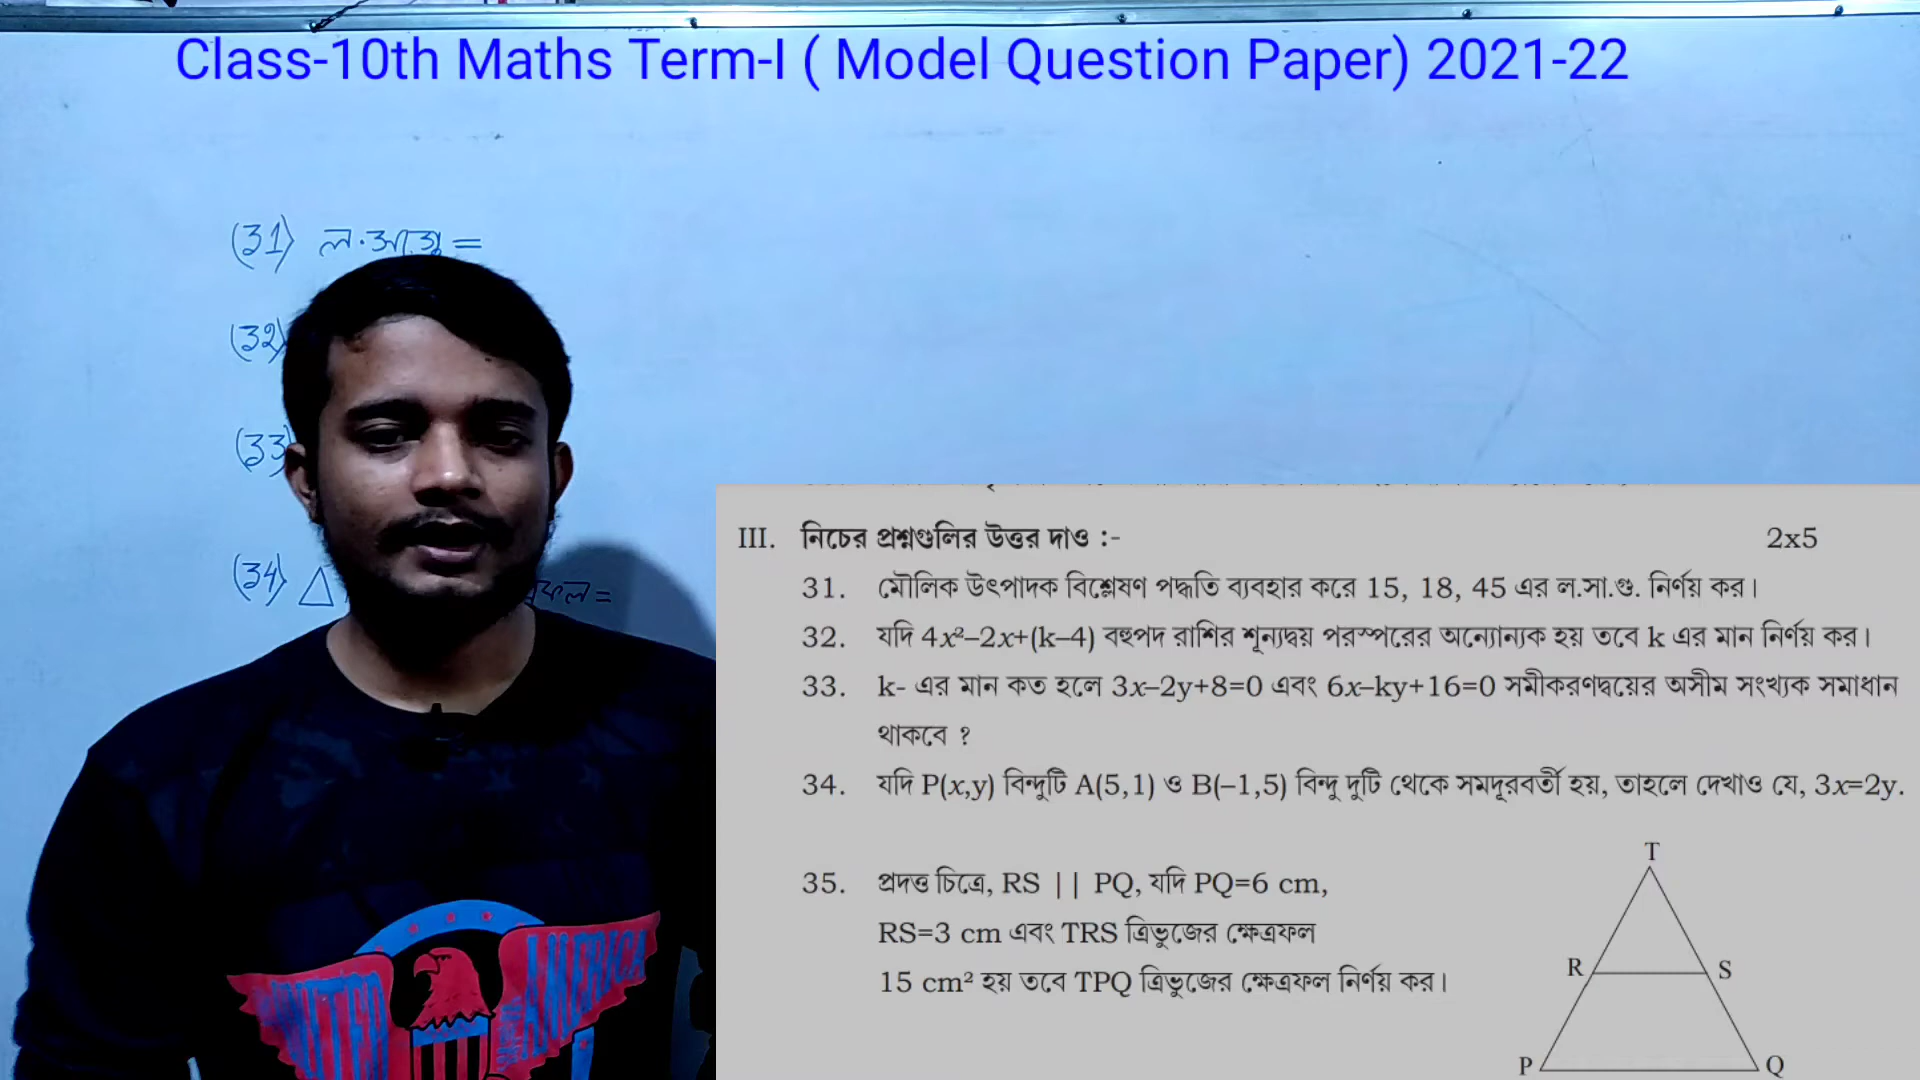 Class-10th Maths Term-I ( Model Question Paper) 2021-22
(31) ল.সা.গু =
(32)
(33)
(34) Δ ফল =
III. নিচের প্রশ্নগুলির উত্তর দাও :- 2x5
31. মৌলিক উৎপাদক বিশ্লেষণ পদ্ধতি ব্যবহার করে 15, 18, 45 এর ল.সা.গু. নির্ণয় কর।
32. যদি 4x²–2x+(k–4) বহুপদ রাশির শূন্যদ্বয় পরস্পরের অন্যোন্যক হয় তবে k এর মান নির্ণয় কর।
33. k- এর মান কত হলে 3x–2y+8=0 এবং 6x–ky+16=0 সমীকরণদ্বয়ের অসীম সংখ্যক সমাধান
থাকবে ?
34. যদি P(x,y) বিন্দুটি A(5,1) ও B(–1,5) বিন্দু দুটি থেকে সমদূরবর্তী হয়, তাহলে দেখাও যে, 3x=2y.
35. প্রদত্ত চিত্রে, RS || PQ, যদি PQ=6 cm,
RS=3 cm এবং TRS ত্রিভুজের ক্ষেত্রফল
15 cm² হয় তবে TPQ ত্রিভুজের ক্ষেত্রফল নির্ণয় কর।
T
R S
P Q
UNITED AMERICA